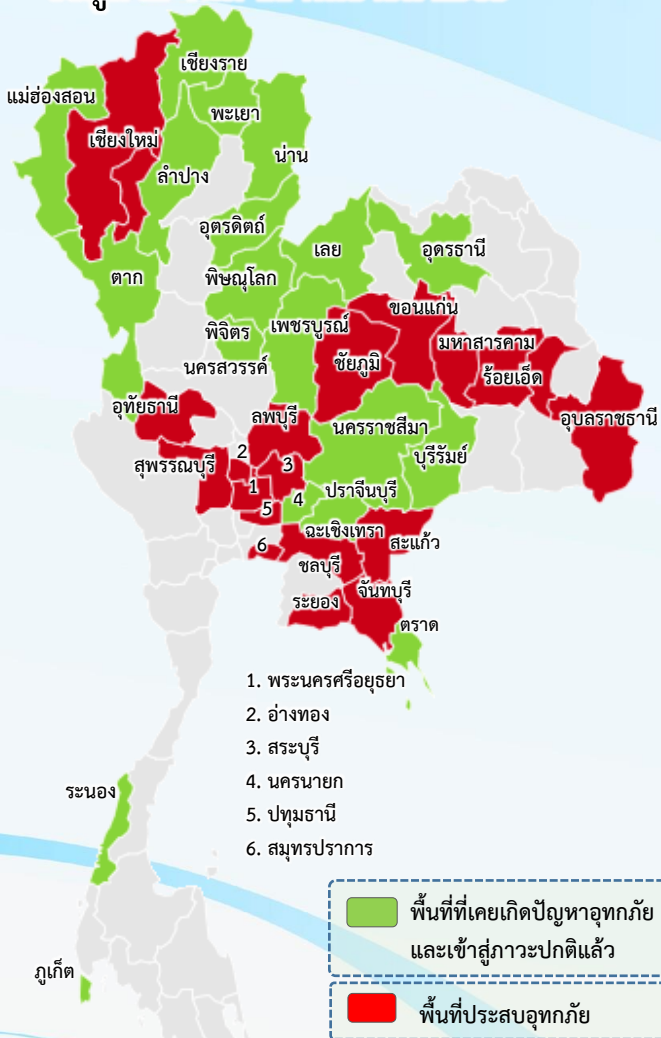 เชียงราย
แม่ฮ่องสอน
พะเยา
เชียงใหม่
น่าน
ลำปาง
อุตรดิตถ์
เลย
อุดรธานี
ตาก
พิษณุโลก
ขอนแก่น
เพชรบูรณ์
พิจิตร
มหาสารคาม
นครสวรรค์
ชัยภูมิ
ร้อยเอ็ด
อุทัยธานี
ลพบุรี
อุบลราชธานี
นครราชสีมา
สุพรรณบุรี
2
3
บุรีรัมย์
1
4
ปราจีนบุรี
5
ฉะเชิงเทรา
6
สะแก้ว
ชลบุรี
จันทบุรี
ระยอง
ตราด
1. พระนครศรีอยุธยา
2. อ่างทอง
3. สระบุรี
4. นครนายก
5. ปทุมธานี
6. สมุทรปราการ
ระนอง
ภูเก็ต
พื้นที่ที่เคยเกิดปัญหาอุทกภัย
และเข้าสู่ภาวะปกติแล้ว
พื้นที่ประสบอุทกภัย